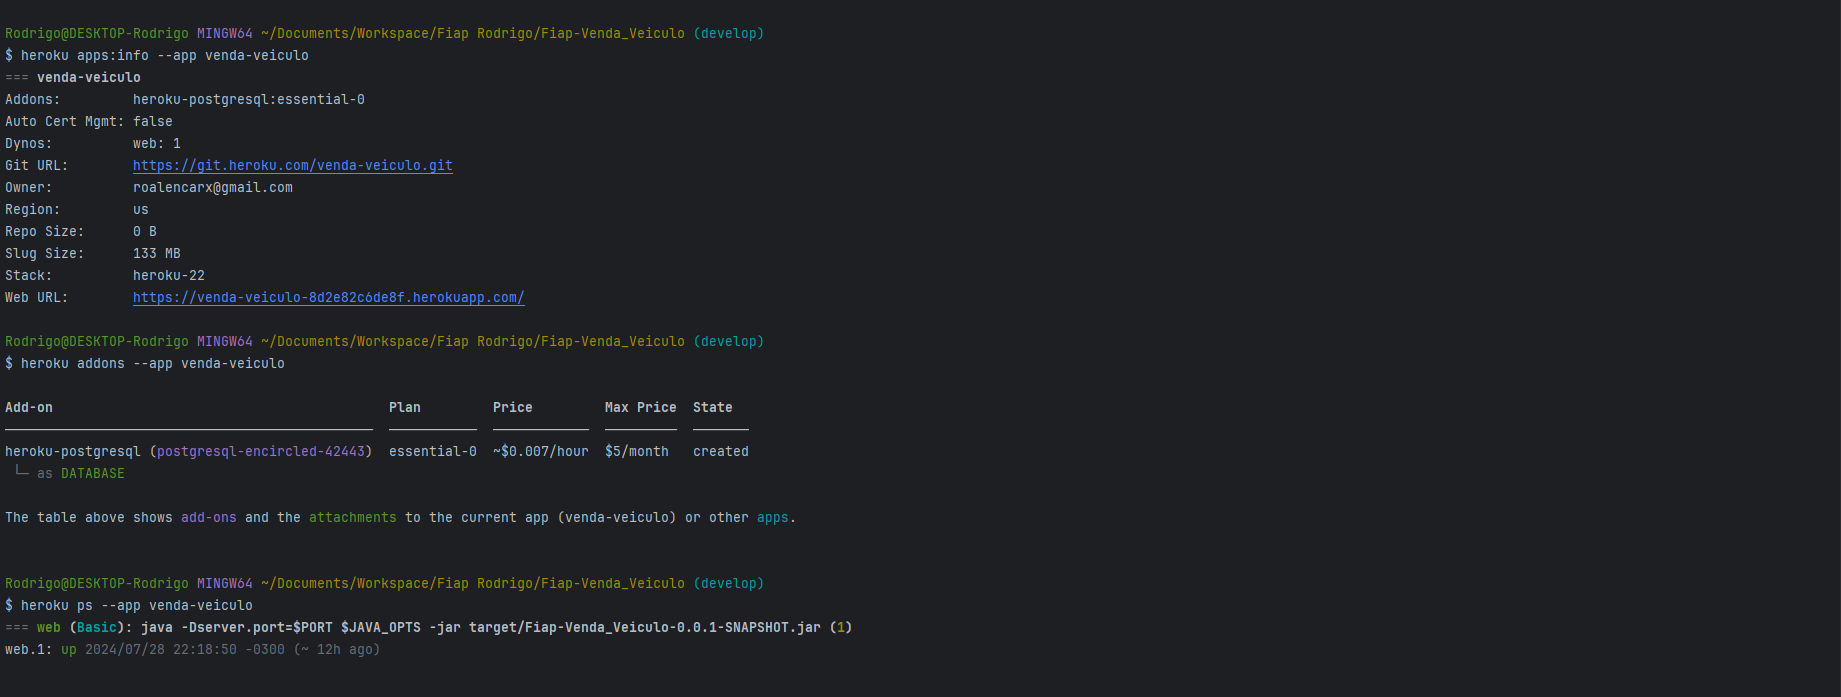 Rodrigo@DESKTOP-Rodrigo MINGW64 ~/Documents/Workspace/Fiap Rodrigo/Fiap-Venda_Veiculo (develop)
$ heroku apps:info --app venda-veiculo
=== venda-veiculo
Addons:         heroku-postgresql:essential-0
Auto Cert Mgmt: false
Dynos:          web: 1
Git URL:        https://git.heroku.com/venda-veiculo.git
Owner:          roalencarx@gmail.com
Region:         us
Repo Size:      0 B
Slug Size:      133 MB
Stack:          heroku-22
Web URL:        https://venda-veiculo-8d2e82c6de8f.herokuapp.com/
Rodrigo@DESKTOP-Rodrigo MINGW64 ~/Documents/Workspace/Fiap Rodrigo/Fiap-Venda_Veiculo (develop)
$ heroku addons --app venda-veiculo
Add-on                                          Plan         Price         Max Price  State
heroku-postgresql (postgresql-encircled-42443)  essential-0  ~$0.007/hour  $5/month   created
└─ as DATABASE
The table above shows add-ons and the attachments to the current app (venda-veiculo) or other apps.
Rodrigo@DESKTOP-Rodrigo MINGW64 ~/Documents/Workspace/Fiap Rodrigo/Fiap-Venda_Veiculo (develop)
$ heroku ps --app venda-veiculo
=== web (Basic): java -Dserver.port=$PORT $JAVA_OPTS -jar target/Fiap-Venda_Veiculo-0.0.1-SNAPSHOT.jar (1)
web.1: up 2024/07/28 22:18:50 -0300 (~ 12h ago)